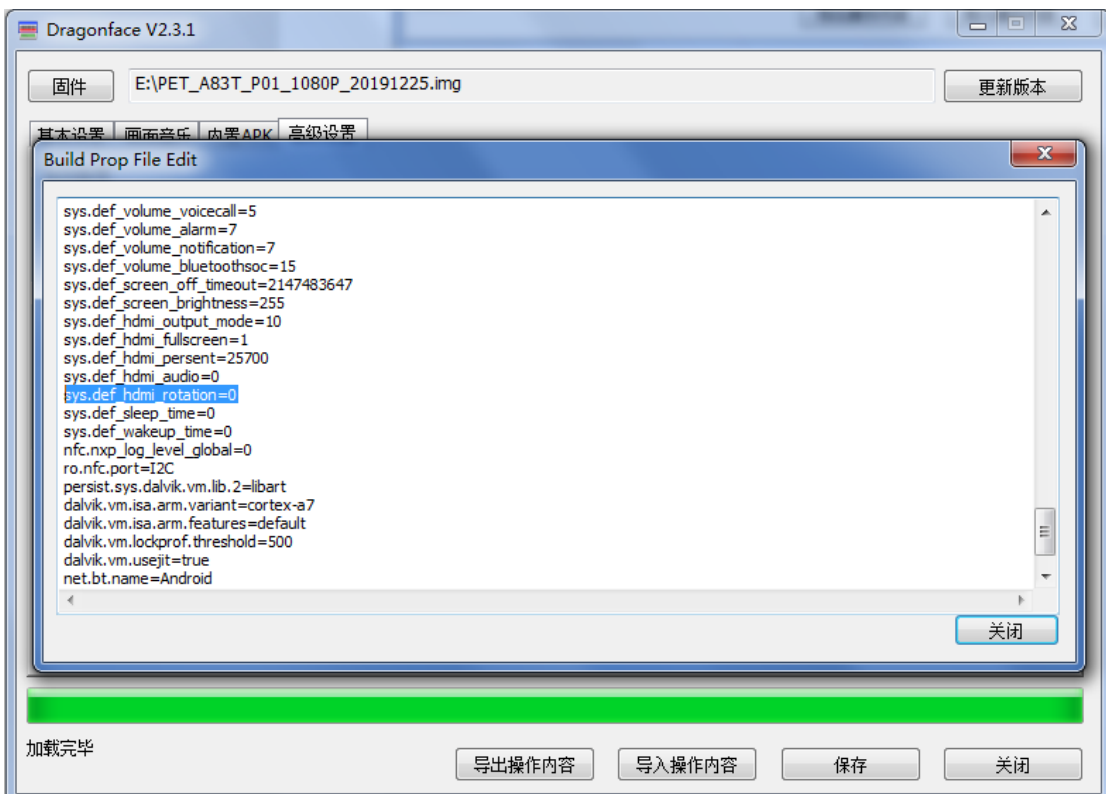 Dragonface V2.3.1
固件
E:\PET_A83T_P01_1080P_20191225.img
更新版本
基本设置 画面音乐 内置APK 高级设置
Build Prop File Edit
sys.def_volume_voicecall=5
sys.def_volume_alarm=7
sys.def_volume_notification=7
sys.def_volume_bluetoothsoc=15
sys.def_screen_off_timeout=2147483647
sys.def_screen_brightness=255
sys.def_hdmi_output_mode=10
sys.def_hdmi_fullscreen=1
sys.def_hdmi_persent=25700
sys.def_hdmi_audio=0
sys.def_hdmi_rotation=0
sys.def_sleep_time=0
sys.def_wakeup_time=0
nfc.nxp_log_level_global=0
ro.nfc.port=I2C
persist.sys.dalvik.vm.lib.2=libart
dalvik.vm.isa.arm.variant=cortex-a7
dalvik.vm.isa.arm.features=default
dalvik.vm.lockprof.threshold=500
dalvik.vm.usejit=true
net.bt.name=Android
关闭
加载完毕
导出操作内容
导入操作内容
保存
关闭